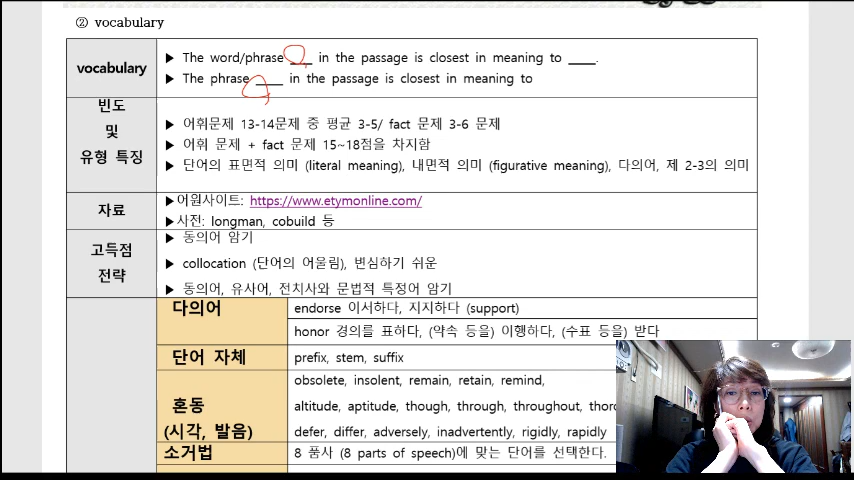 ② vocabulary
vocabulary
▶ The word/phrase ____ in the passage is closest in meaning to ____.
▶ The phrase ____ in the passage is closest in meaning to
빈도
및
유형 특징
▶ 어휘문제 13-14문제 중 평균 3-5/ fact 문제 3-6 문제
▶ 어휘 문제 + fact 문제 15~18점을 차지함
▶ 단어의 표면적 의미 (literal meaning), 내면적 의미 (figurative meaning), 다의어, 제 2-3의 의미
자료
▶어원사이트: https://www.etymonline.com/
▶사전: longman, cobuild 등
고득점
전략
▶ 동의어 암기
▶ collocation (단어의 어울림), 변심하기 쉬운
▶ 동의어, 유사어, 전치사와 문법적 특정어 암기
다의어
endorse 이서하다, 지지하다 (support)
honor 경의를 표하다, (약속 등을) 이행하다, (수표 등을) 받다
단어 자체
prefix, stem, suffix
혼동
(시각, 발음)
obsolete, insolent, remain, retain, remind,
altitude, aptitude, though, through, throughout,
defer, differ, adversely, inadvertently, rigidly, rapidly
소거법
8 품사 (8 parts of speech)에 맞는 단어를 선택한다.